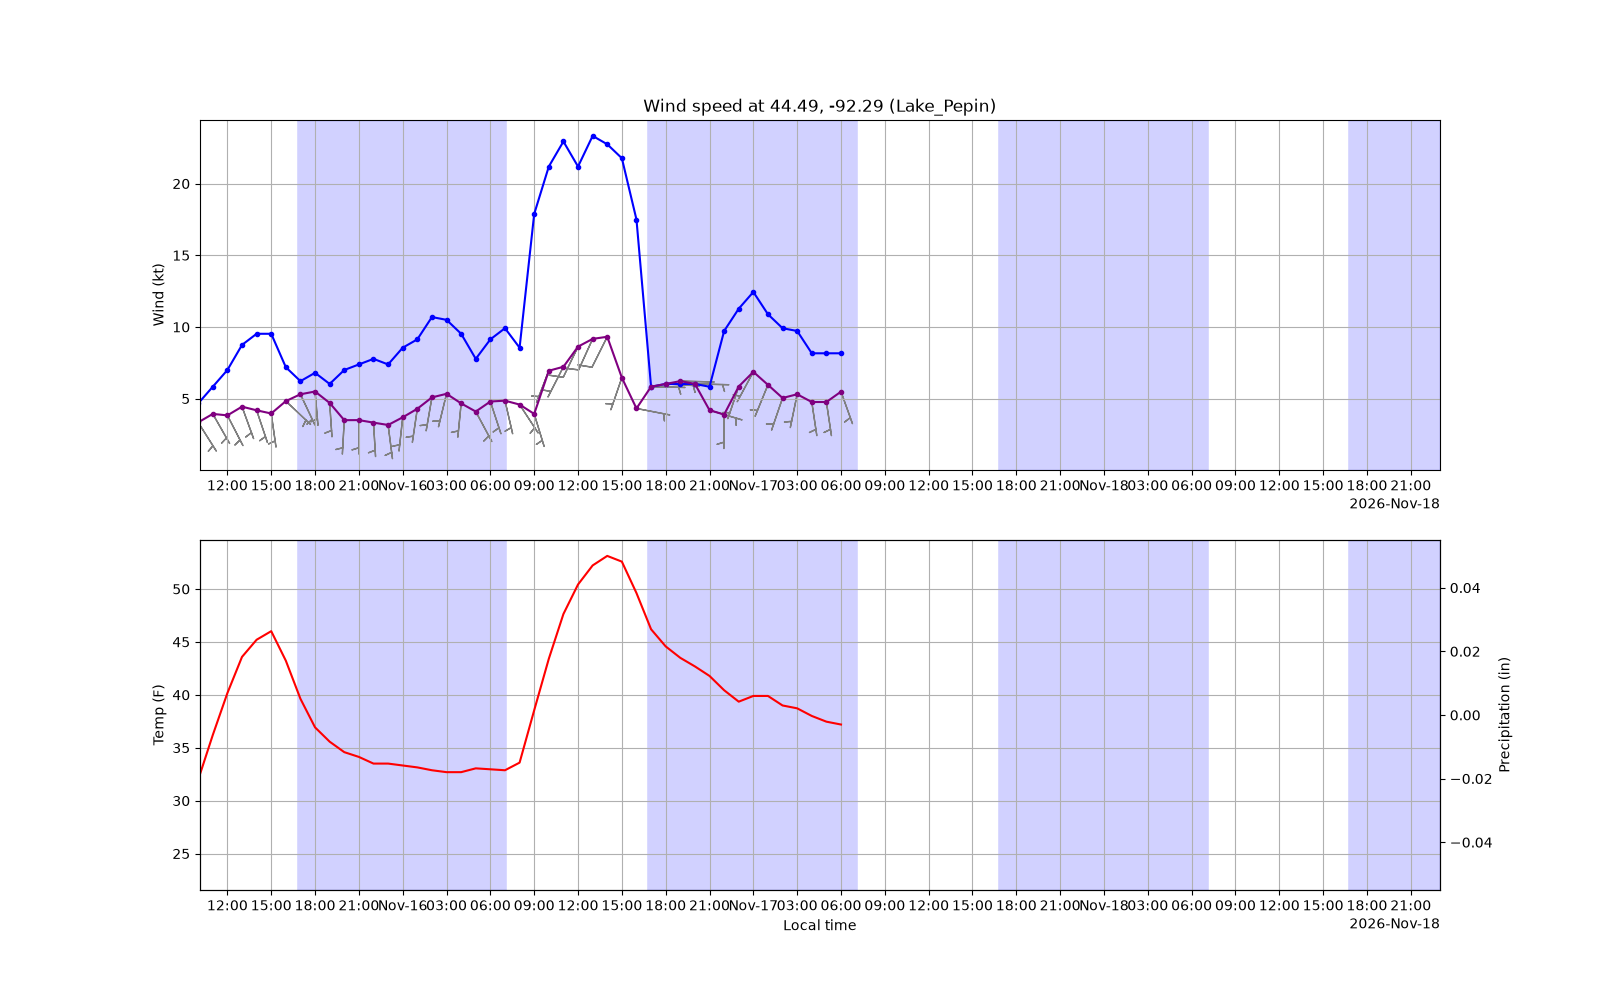 Wind speed at 44.49, -92.29 (Lake_Pepin)
20
15
10
5
Wind (kt)
12:00 15:00 18:00 21:00 Nov-16 03:00 06:00 09:00 12:00 15:00 18:00 21:00 Nov-17 03:00 06:00 09:00 12:00 15:00 18:00 21:00 Nov-18 03:00 06:00 09:00 12:00 15:00 18:00 21:00
2026-Nov-18
50
45
40
35
30
25
Temp (F)
0.04
0.02
0.00
−0.02
−0.04
Precipitation (in)
12:00 15:00 18:00 21:00 Nov-16 03:00 06:00 09:00 12:00 15:00 18:00 21:00 Nov-17 03:00 06:00 09:00 12:00 15:00 18:00 21:00 Nov-18 03:00 06:00 09:00 12:00 15:00 18:00 21:00
Local time
2026-Nov-18